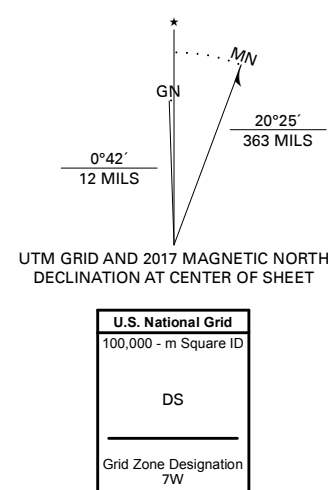 ★
MN
GN
20°25´
363 MILS
0°42´
12 MILS
UTM GRID AND 2017 MAGNETIC NORTH
DECLINATION AT CENTER OF SHEET
U.S. National Grid
100,000 - m Square ID
DS
Grid Zone Designation
7W